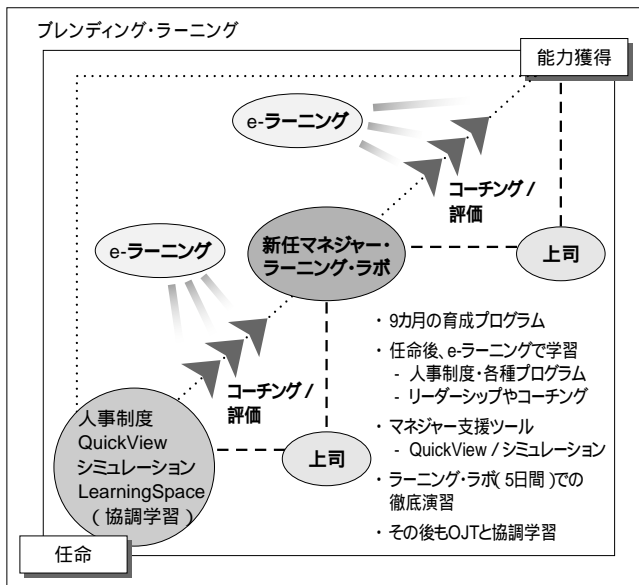 ブレンディング・ラーニング
能力獲得
e-ラーニング
コーチング /
評価
e-ラーニング
新任マネジャー・
ラーニング・ラボ
上司
コーチング /
評価
人事制度
QuickView
シミュレーション
LearningSpace
( 協調学習 )
上司
任命
・ 9カ月の育成プログラム
・ 任命後、e-ラーニングで学習
- 人事制度・各種プログラム
- リーダーシップやコーチング
・ マネジャー支援ツール
- QuickView / シミュレーション
・ ラーニング・ラボ( 5日間 )での
徹底演習
・ その後もOJTと協調学習